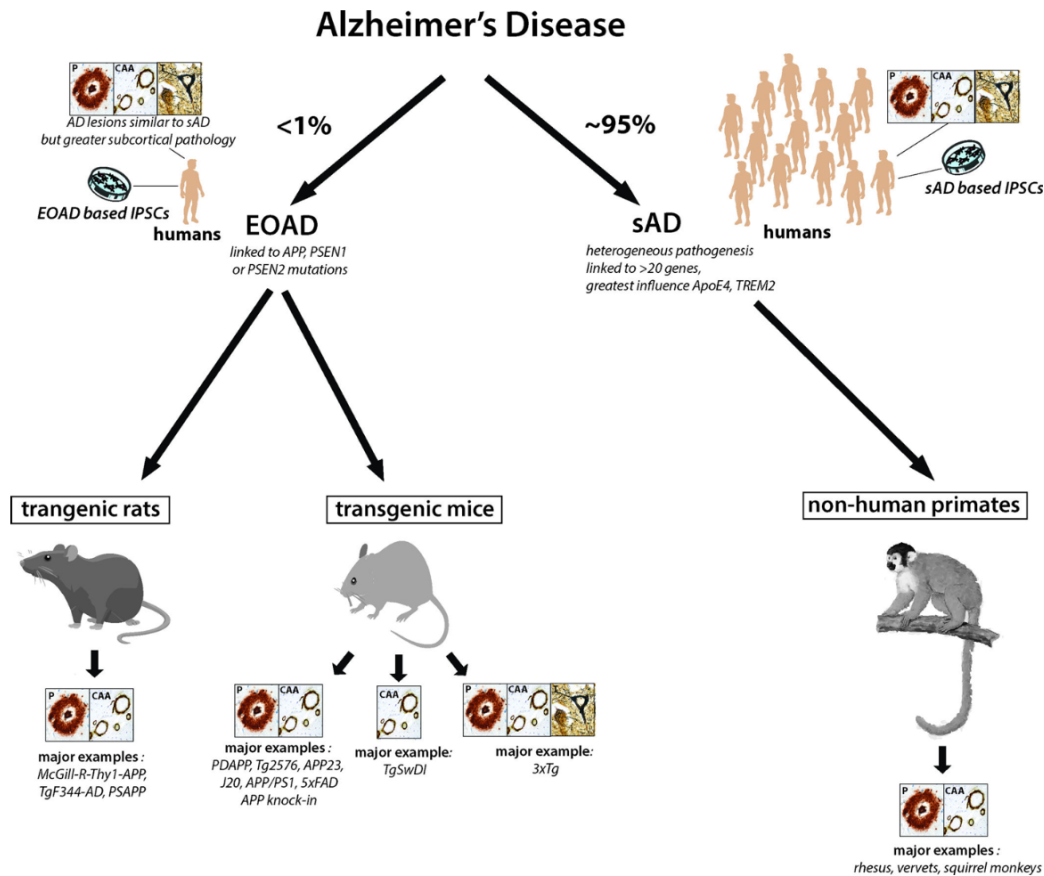 Alzheimer's Disease
P CAA T
AD lesions similar to sAD
but greater subcortical pathology
EOAD based IPSCs
humans
<1%
~95%
P CAA T
sAD based IPSCs
humans
EOAD
linked to APP, PSEN1
or PSEN2 mutations
sAD
heterogeneous pathogenesis
linked to >20 genes,
greatest influence ApoE4, TREM2
trangenic rats
transgenic mice
non-human primates
P CAA
major examples :
McGill-R-Thy1-APP,
TgF344-AD, PSAPP
P CAA
major examples :
PDAPP, Tg2576, APP23,
J20, APP/PS1, 5xFAD
APP knock-in
CAA
major example:
TgSwDI
P CAA T
major example:
3xTg
P CAA
major examples :
rhesus, vervets, squirrel monkeys